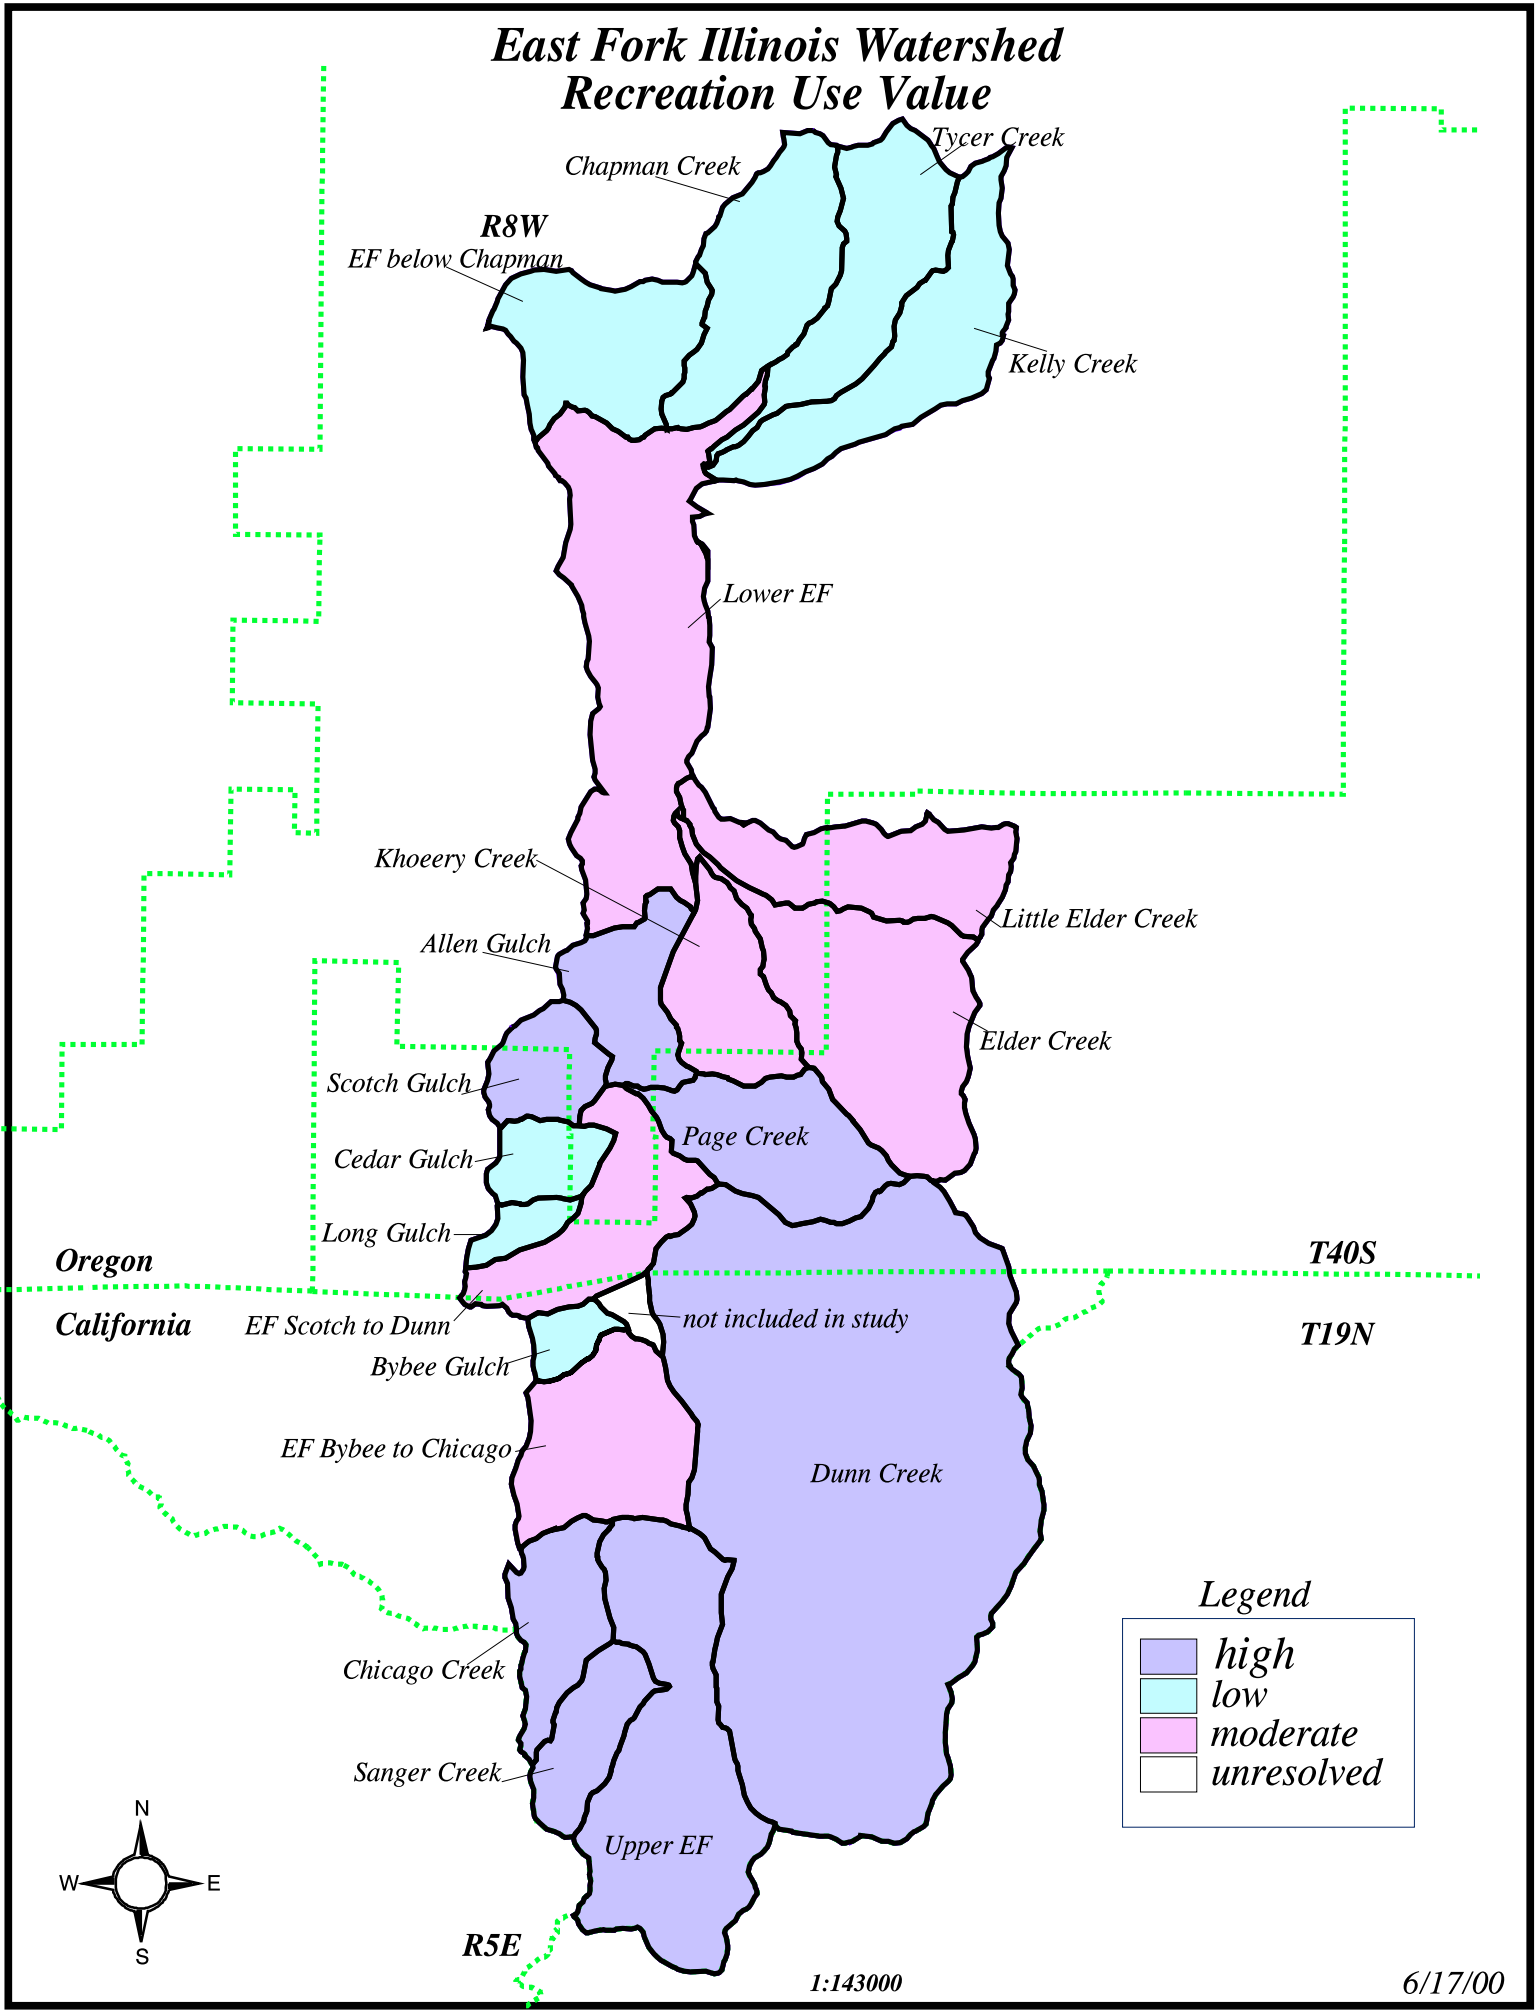 East Fork Illinois Watershed
Recreation Use Value
Tycer Creek
Chapman Creek
R8W
EF below Chapman
Kelly Creek
Lower EF
Khoeery Creek
Little Elder Creek
Allen Gulch
Elder Creek
Scotch Gulch
Page Creek
Cedar Gulch
Long Gulch
Oregon
T40S
California
EF Scotch to Dunn
not included in study
T19N
Bybee Gulch
EF Bybee to Chicago
Dunn Creek
Legend
high
low
moderate
unresolved
Chicago Creek
Sanger Creek
Upper EF
N
W
E
S
R5E
1:143000
6/17/00